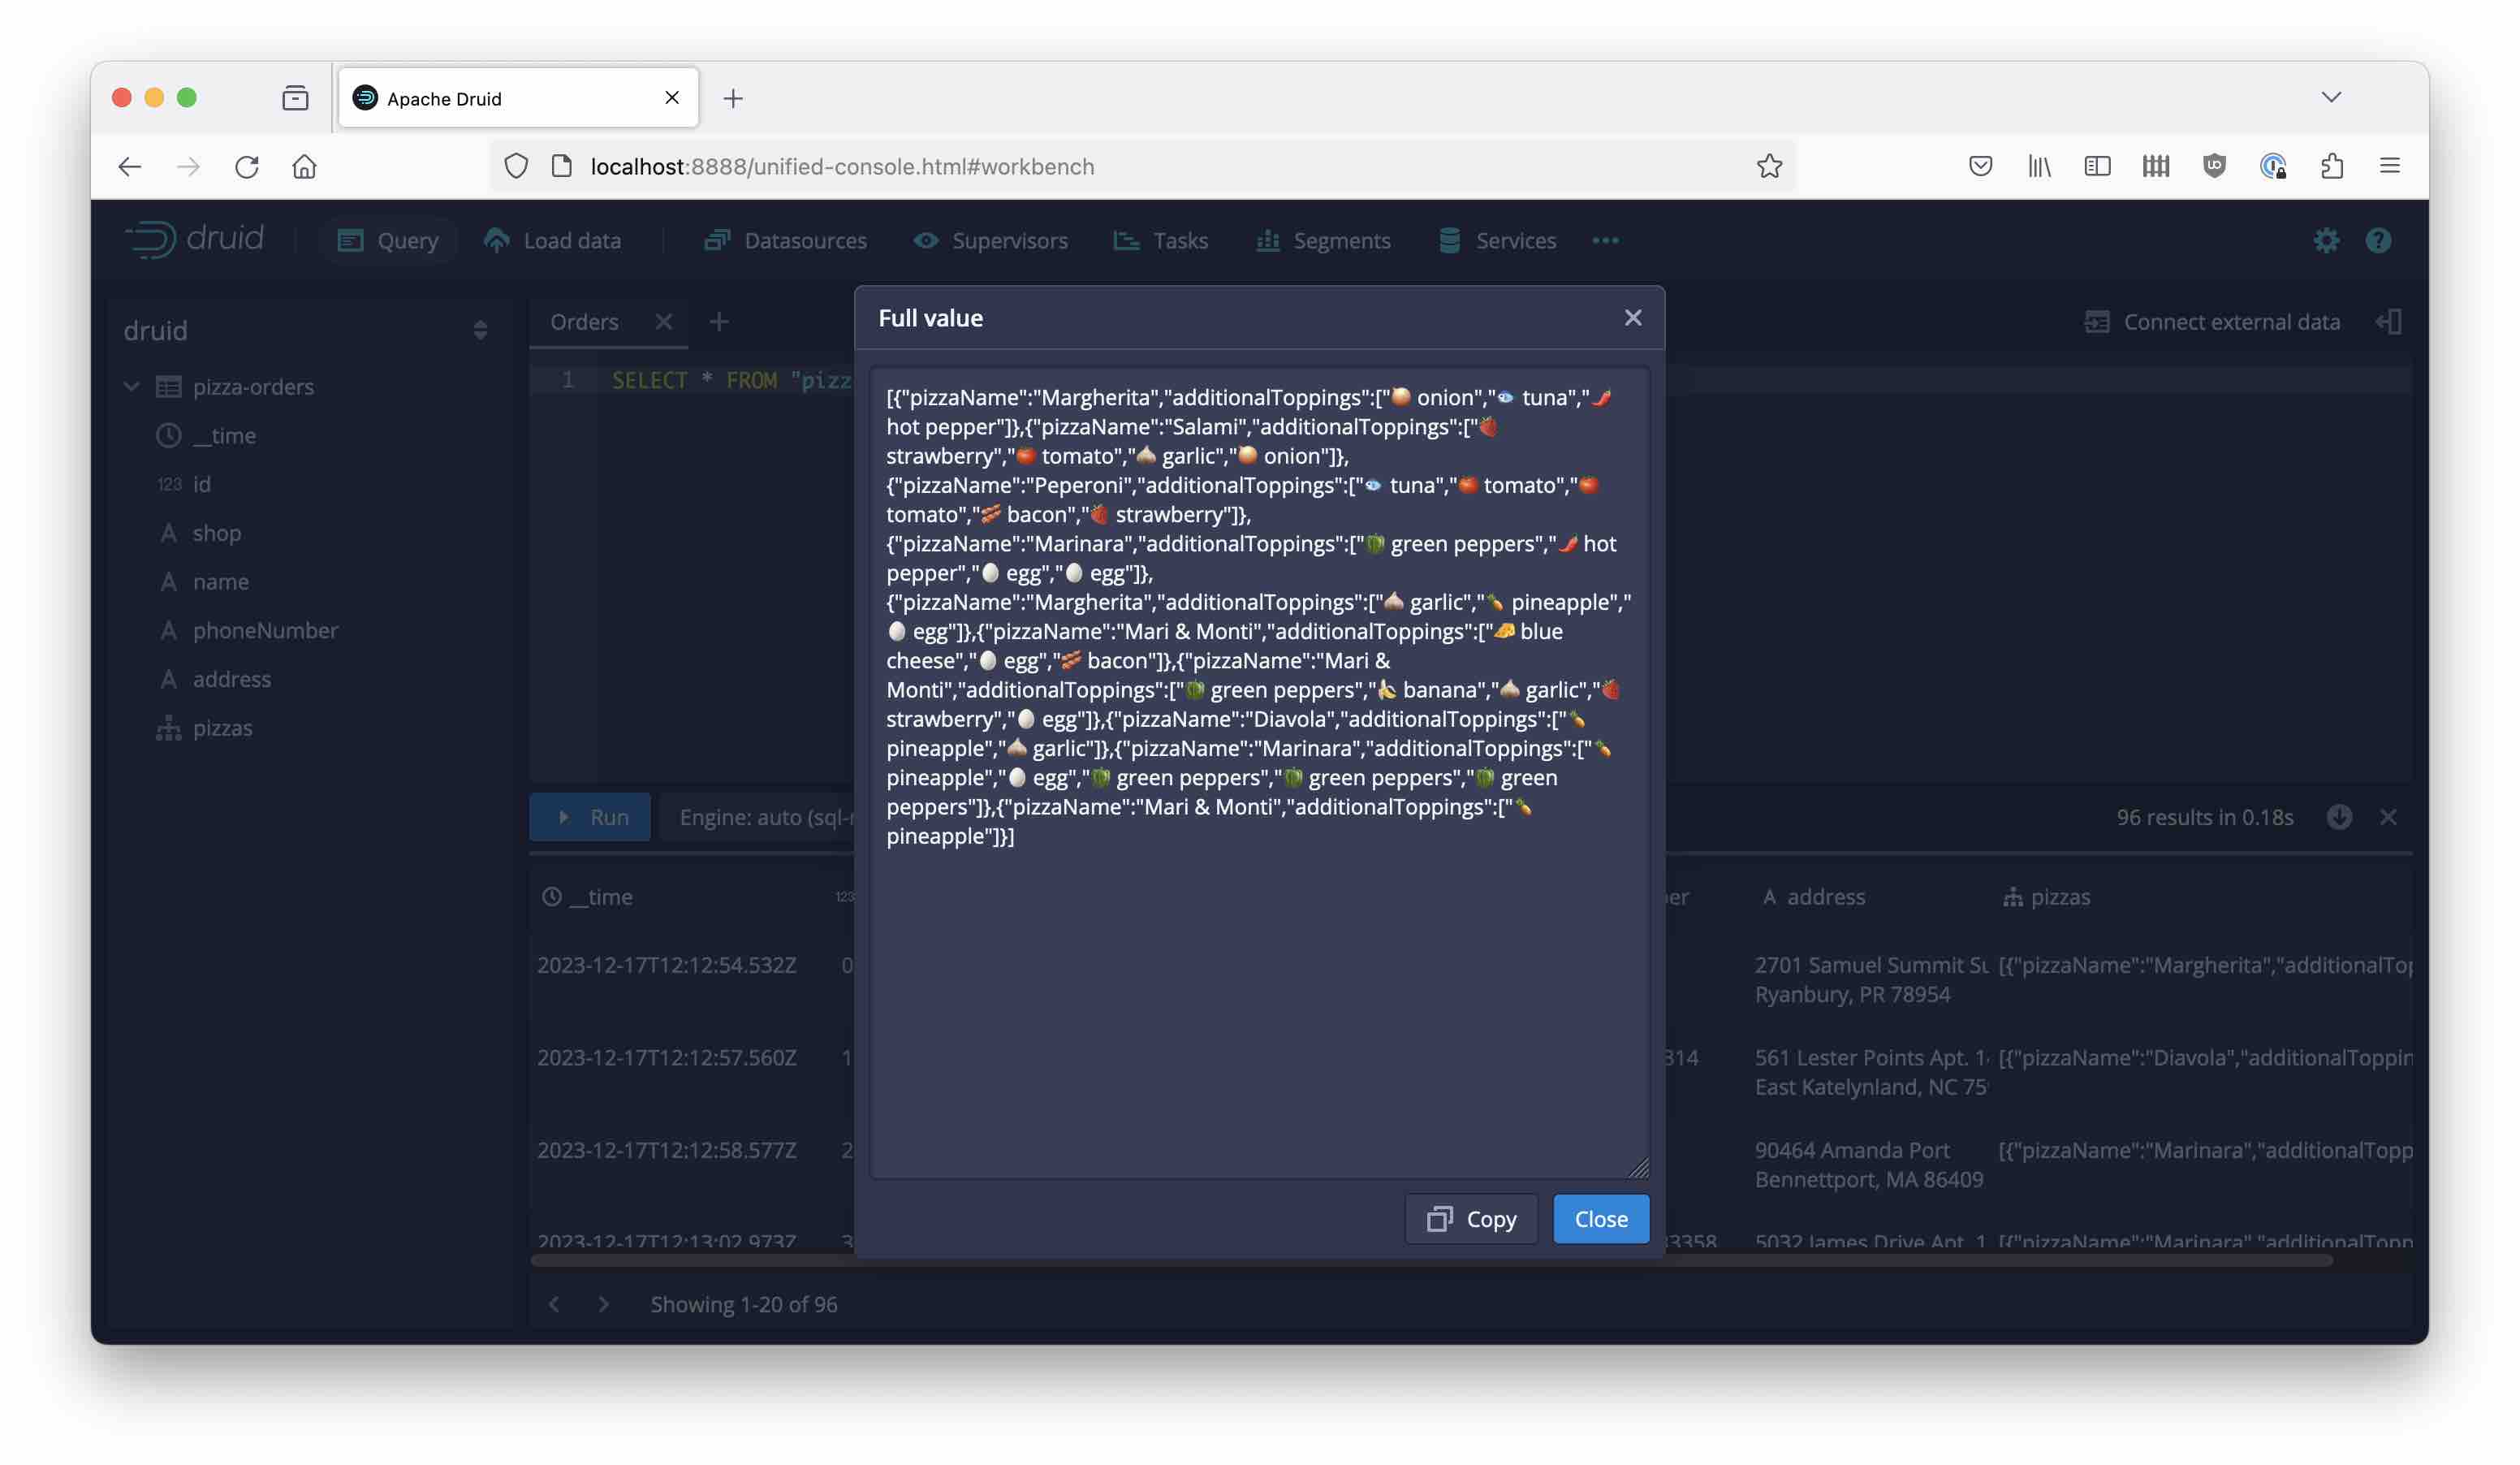 Apache Druid
localhost:8888/unified-console.html#workbench
druid
Query
Load data
Datasources
Supervisors
Tasks
Segments
Services
druid
pizza-orders
__time
123 id
A shop
A name
A phoneNumber
A address
pizzas
Orders
Connect external data
1 SELECT * FROM "pizz
Full value
[{"pizzaName":"Margherita","additionalToppings":["🧅 onion","🐟 tuna","🌶️
hot pepper"]},{"pizzaName":"Salami","additionalToppings":["🍓
strawberry","🍅 tomato","🧄 garlic","🧅 onion"]},
{"pizzaName":"Peperoni","additionalToppings":["🐟 tuna","🍅 tomato","🍅
tomato","🥓 bacon","🍓 strawberry"]},
{"pizzaName":"Marinara","additionalToppings":["🫑 green peppers","🌶️ hot
pepper","🥚 egg","🥚 egg"]},
{"pizzaName":"Margherita","additionalToppings":["🧄 garlic","🍍 pineapple","
🥚 egg"]},{"pizzaName":"Mari & Monti","additionalToppings":["🧀 blue
cheese","🥚 egg","🥓 bacon"]},{"pizzaName":"Mari &
Monti","additionalToppings":["🫑 green peppers","🍌 banana","🧄 garlic","🍓
strawberry","🥚 egg"]},{"pizzaName":"Diavola","additionalToppings":["🍍
pineapple","🧄 garlic"]},{"pizzaName":"Marinara","additionalToppings":["🍍
pineapple","🥚 egg","🫑 green peppers","🫑 green peppers","🫑 green
peppers"]},{"pizzaName":"Mari & Monti","additionalToppings":["🍍
pineapple"]}]
Copy
Close
Run
Engine: auto (sql-
96 results in 0.18s
__time
123
er
A address
pizzas
2023-12-17T12:12:54.532Z
0
2701 Samuel Summit
Ryanbury, PR 78954
[{"pizzaName":"Margherita","additionalTop
2023-12-17T12:12:57.560Z
1
314
561 Lester Points Apt. 1
East Katelynland, NC 75
[{"pizzaName":"Diavola","additionalToppin
2023-12-17T12:12:58.577Z
2
90464 Amanda Port
Bennettport, MA 86409
[{"pizzaName":"Marinara","additionalTopp
2023-12-17T12:13:02.973Z
3
3358
5032 James Drive Apt. 1
[{"pizzaName":"Marinara","additionalTopp
Showing 1-20 of 96